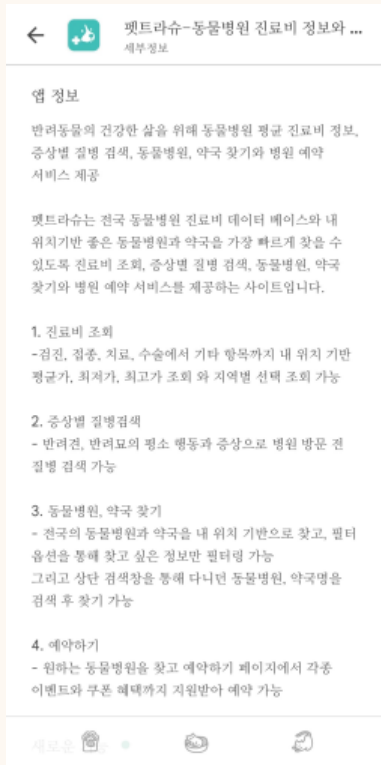 펫트라슈-동물병원 진료비 정보와 ...
세부정보
앱 정보
반려동물의 건강한 삶을 위해 동물병원 평균 진료비 정보,
증상별 질병 검색, 동물병원, 약국 찾기와 병원 예약
서비스 제공
펫트라슈는 전국 동물병원 진료비 데이터 베이스와 내
위치기반 좋은 동물병원과 약국을 가장 빠르게 찾을 수
있도록 진료비 조회, 증상별 질병 검색, 동물병원, 약국
찾기와 병원 예약 서비스를 제공하는 사이트입니다.
1. 진료비 조회
-검진, 접종, 치료, 수술에서 기타 항목까지 내 위치 기반
평균가, 최저가, 최고가 조회 와 지역별 선택 조회 가능
2. 증상별 질병검색
- 반려견, 반려묘의 평소 행동과 증상으로 병원 방문 전
질병 검색 가능
3. 동물병원, 약국 찾기
- 전국의 동물병원과 약국을 내 위치 기반으로 찾고, 필터
옵션을 통해 찾고 싶은 정보만 필터링 가능
그리고 상단 검색창을 통해 다니던 동물병원, 약국명을
검색 후 찾기 가능
4. 예약하기
- 원하는 동물병원을 찾고 예약하기 페이지에서 각종
이벤트와 쿠폰 혜택까지 지원받아 예약 가능
새로운